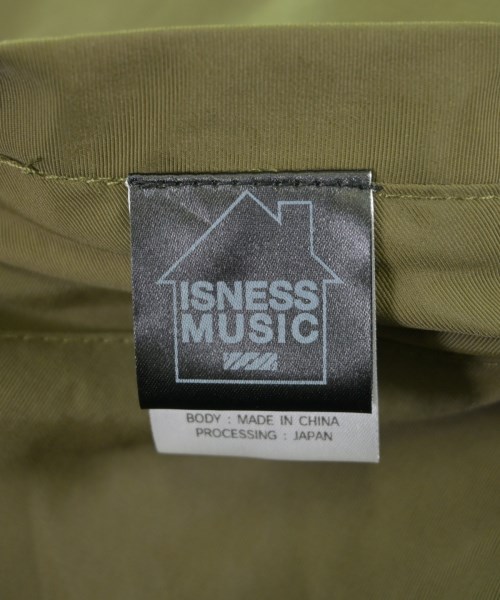 ISNESS
MUSIC
BODY : MADE IN CHINA
PROCESSING : JAPAN